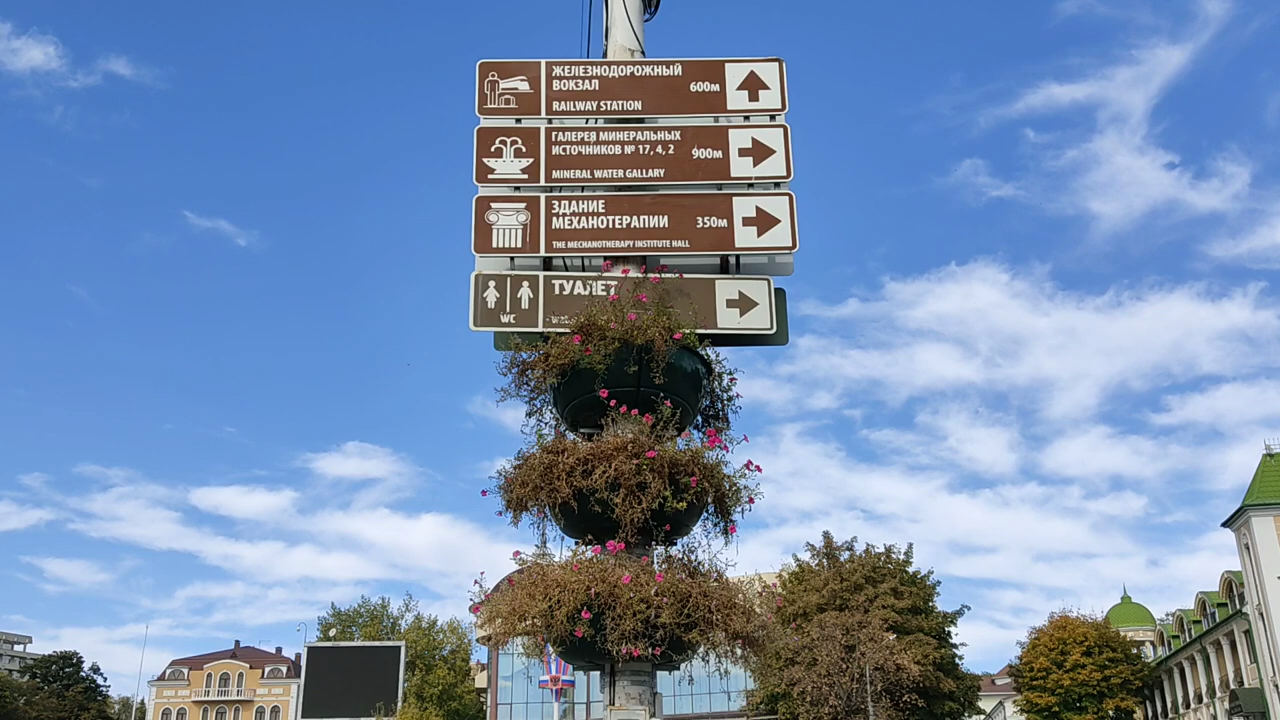 ЖЕЛЕЗНОДОРОЖНЫЙ
ВОКЗАЛ
600м
RAILWAY STATION
ГАЛЕРЕЯ МИНЕРАЛЬНЫХ
ИСТОЧНИКОВ № 17, 4, 2
900м
MINERAL WATER GALLARY
ЗДАНИЕ
МЕХАНОТЕРАПИИ
350м
THE MECHANOTHERAPY INSTITUTE HALL
ТУАЛЕТ
WC